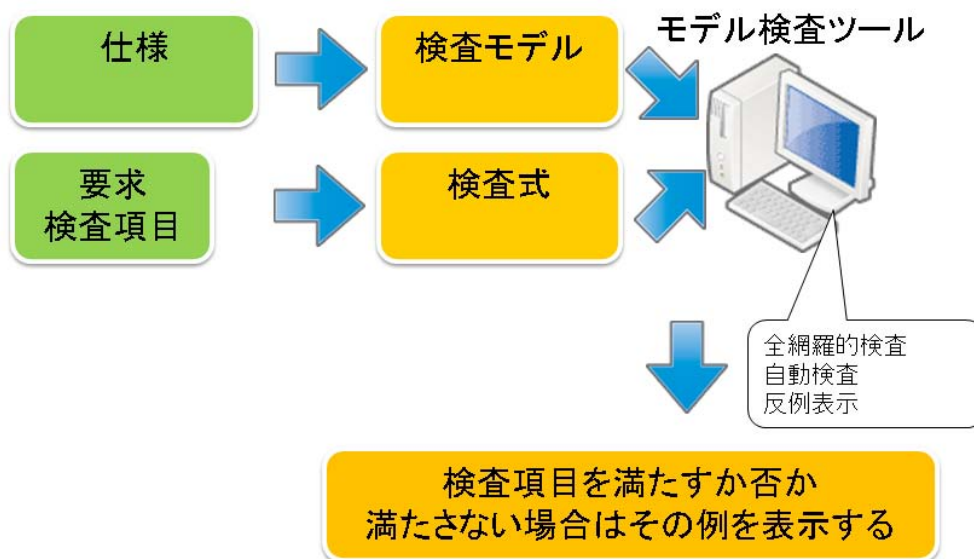 仕様
検査モデル
モデル検査ツール
要求
検査項目
検査式
全網羅的検査
自動検査
反例表示
検査項目を満たすか否か
満たさない場合はその例を表示する